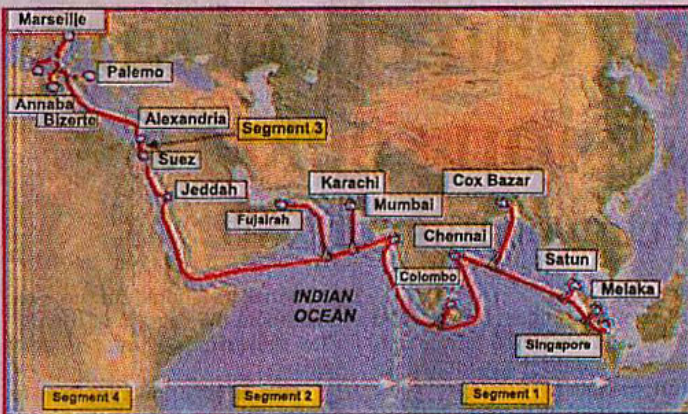 Marseille
Palemo
Annaba
Bizerte
Alexandria
Segment 3
Suez
Jeddah
Karachi
Cox Bazar
Fujairah
Mumbai
Chennai
Colombo
Satun
Melaka
INDIAN
OCEAN
Singapore
Segment 4
Segment 2
Segment 1